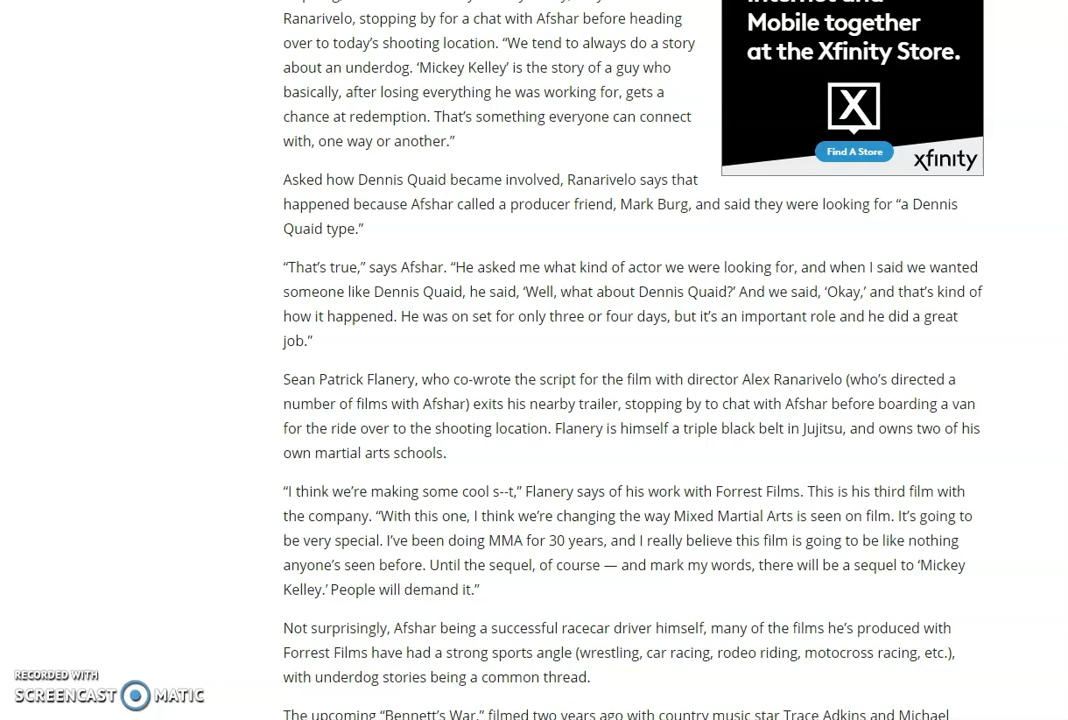 Ranarivelo, stopping by for a chat with Afshar before heading
over to today’s shooting location. “We tend to always do a story
about an underdog. ‘Mickey Kelley’ is the story of a guy who
basically, after losing everything he was working for, gets a
chance at redemption. That’s something everyone can connect
with, one way or another.”
Mobile together
at the Xfinity Store.
X
Find A Store
xfinity
Asked how Dennis Quaid became involved, Ranarivelo says that
happened because Afshar called a producer friend, Mark Burg, and said they were looking for “a Dennis
Quaid type.”
“That’s true,” says Afshar. “He asked me what kind of actor we were looking for, and when I said we wanted
someone like Dennis Quaid, he said, ‘Well, what about Dennis Quaid?’ And we said, ‘Okay,’ and that’s kind of
how it happened. He was on set for only three or four days, but it’s an important role and he did a great
job.”
Sean Patrick Flanery, who co-wrote the script for the film with director Alex Ranarivelo (who’s directed a
number of films with Afshar) exits his nearby trailer, stopping by to chat with Afshar before boarding a van
for the ride over to the shooting location. Flanery is himself a triple black belt in Jujitsu, and owns two of his
own martial arts schools.
“I think we’re making some cool s--t,” Flanery says of his work with Forrest Films. This is his third film with
the company. “With this one, I think we’re changing the way Mixed Martial Arts is seen on film. It’s going to
be very special. I’ve been doing MMA for 30 years, and I really believe this film is going to be like nothing
anyone’s seen before. Until the sequel, of course — and mark my words, there will be a sequel to ‘Mickey
Kelley.’ People will demand it.”
Not surprisingly, Afshar being a successful racecar driver himself, many of the films he’s produced with
Forrest Films have had a strong sports angle (wrestling, car racing, rodeo riding, motocross racing, etc.),
with underdog stories being a common thread.
The upcoming “Bennett’s War,” filmed two years ago with country music star Trace Adkins and Michael
RECORDED WITH
SCREENCAST MATIC